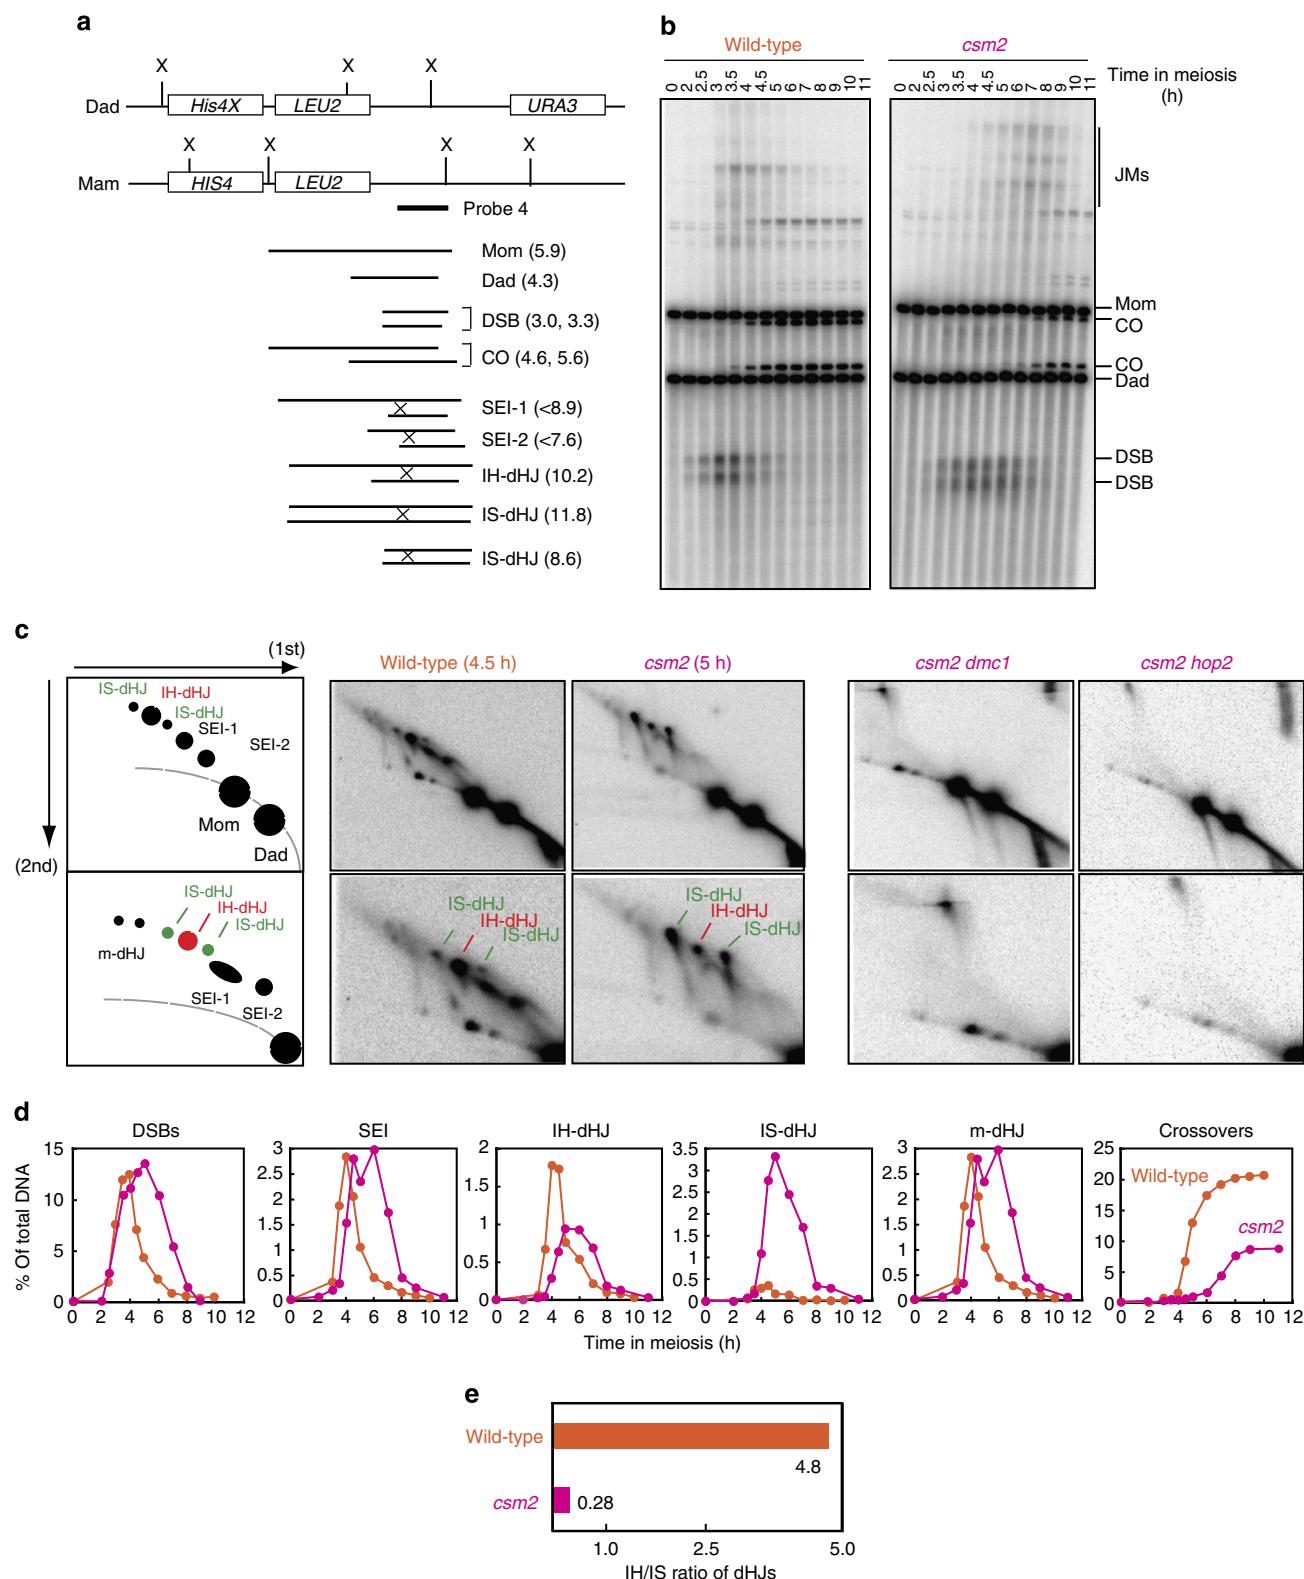 a
X X X
Dad His4X LEU2 URA3
X X X X
Mam HIS4 LEU2
Probe 4
Mom (5.9)
Dad (4.3)
DSB (3.0, 3.3)
CO (4.6, 5.6)
SEI-1 (<8.9)
SEI-2 (<7.6)
IH-dHJ (10.2)
IS-dHJ (11.8)
IS-dHJ (8.6)
b
Wild-type csm2
0 2 2.5 3 3.5 4 4.5 5 6 7 8 9 10 11
0 2 2.5 3 3.5 4 4.5 5 6 7 8 9 10 11
Time in meiosis
(h)
JMs
Mom
CO
CO
Dad
DSB
DSB
c
(1st)
(2nd)
IS-dHJ
IH-dHJ
IS-dHJ
SEI-1
SEI-2
Mom
Dad
Wild-type (4.5 h)
csm2 (5 h)
csm2 dmc1
csm2 hop2
IS-dHJ
IH-dHJ
IS-dHJ
m-dHJ
SEI-1
SEI-2
IS-dHJ
IH-dHJ
IS-dHJ
IS-dHJ
IH-dHJ
IS-dHJ
d
% Of total DNA
DSBs
15
10
5
0
0 2 4 6 8 10 12
SEI
3
2.5
2
1.5
1
0.5
0
0 2 4 6 8 10 12
IH-dHJ
2
1.5
1
0.5
0
0 2 4 6 8 10 12
IS-dHJ
3.5
3
2.5
2
1.5
1
0.5
0
0 2 4 6 8 10 12
m-dHJ
3
2.5
2
1.5
1
0.5
0
0 2 4 6 8 10 12
Crossovers
25
20
15
10
5
0
0 2 4 6 8 10 12
Wild-type
csm2
Time in meiosis (h)
e
Wild-type
4.8
csm2
0.28
1.0 2.5 5.0
IH/IS ratio of dHJs